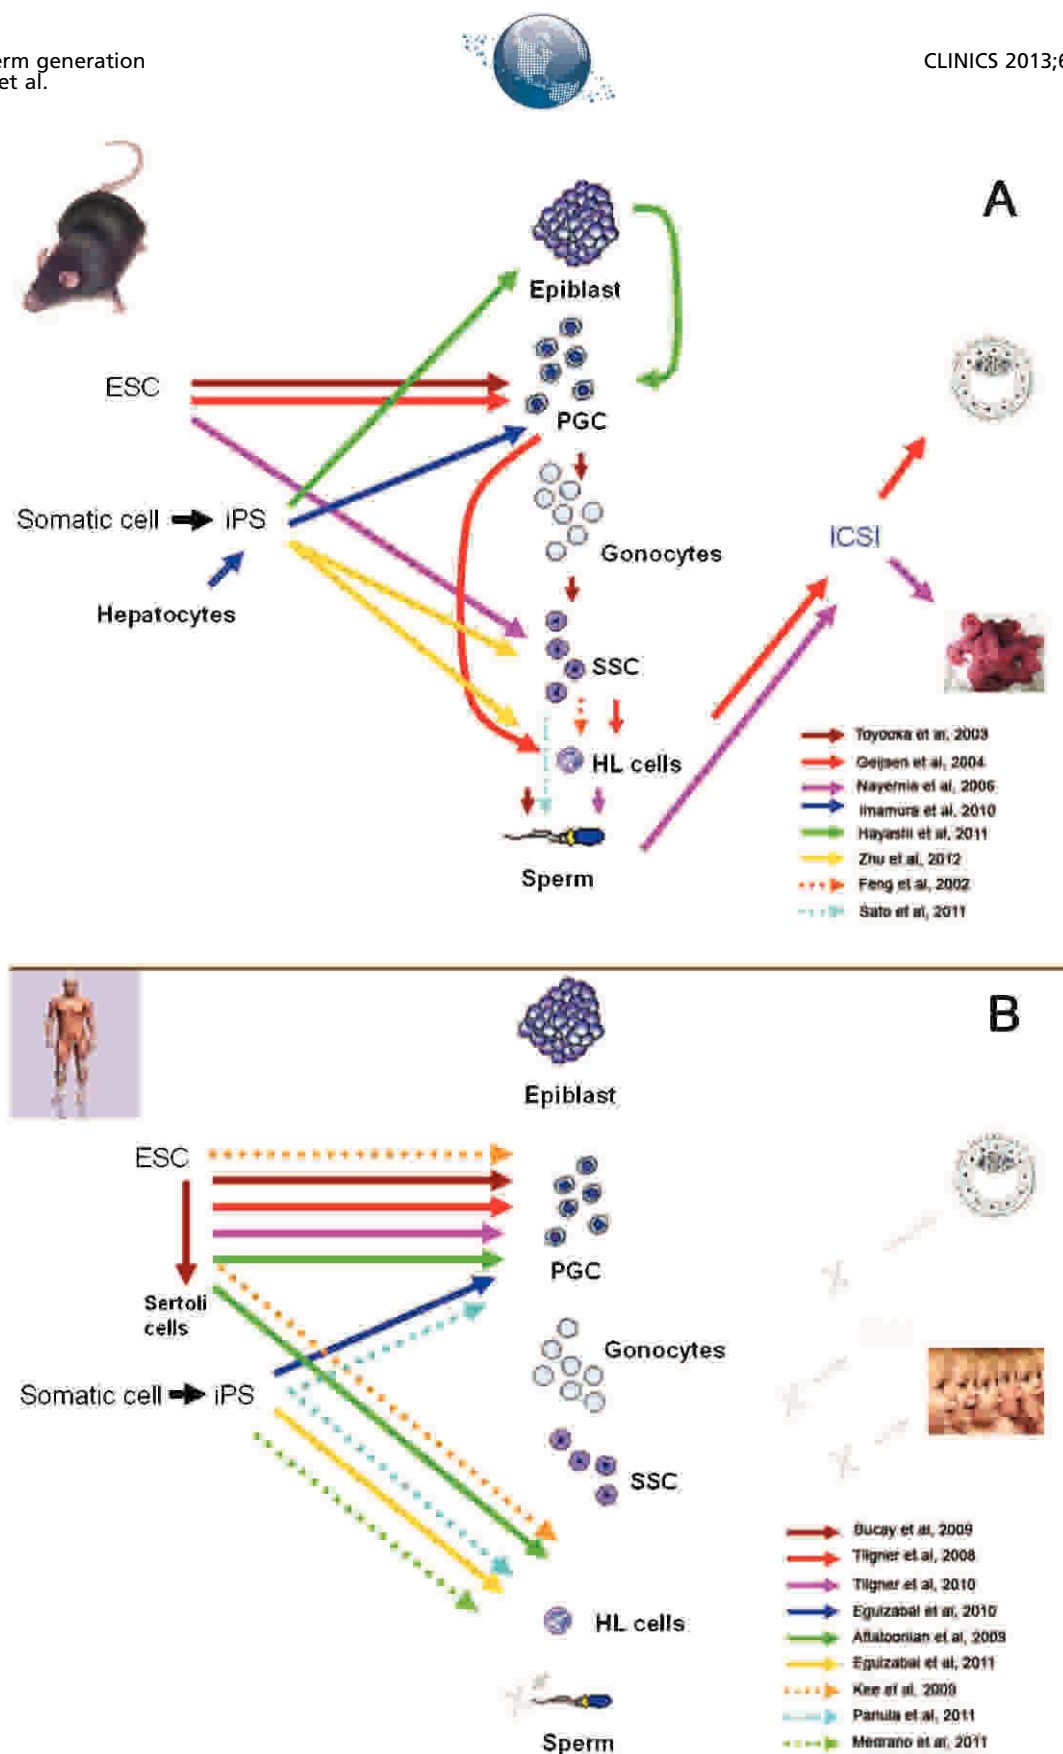 erm generation
et al.
CLINICS 2013;6
A
Epiblast
ESC
PGC
Somatic cell
iPS
ICSI
Gonocytes
Hepatocytes
SSC
HL cells
Sperm
Toyooka et al, 2003
Geijsen et al, 2004
Nayernia et al, 2006
Imamura et al, 2010
Hayashi et al, 2011
Zhu et al, 2012
Feng et al, 2002
Sato et al, 2011
B
Epiblast
ESC
PGC
Sertoli
cells
Gonocytes
Somatic cell
iPS
SSC
HL cells
Sperm
Bucay et al, 2009
Tilgner et al, 2008
Tilgner et al, 2010
Eguizabal et al, 2010
Aflatoonian et al, 2009
Eguizabal et al, 2011
Kee et al, 2009
Panula et al, 2011
Medrano et al, 2011